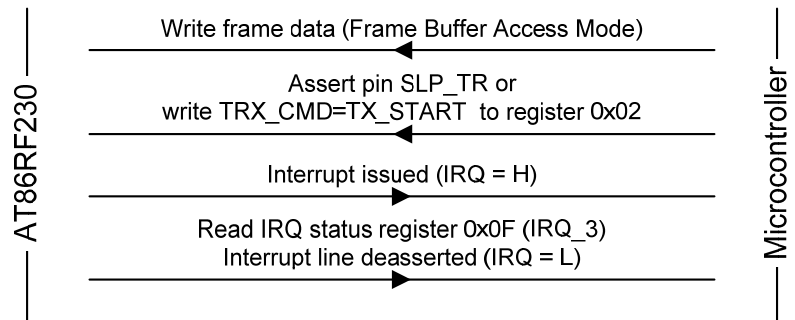 Write frame data (Frame Buffer Access Mode)
Assert pin SLP_TR or
write TRX_CMD=TX_START to register 0x02
Interrupt issued (IRQ = H)
Read IRQ status register 0x0F (IRQ_3)
Interrupt line deasserted (IRQ = L)
AT86RF230
Microcontroller